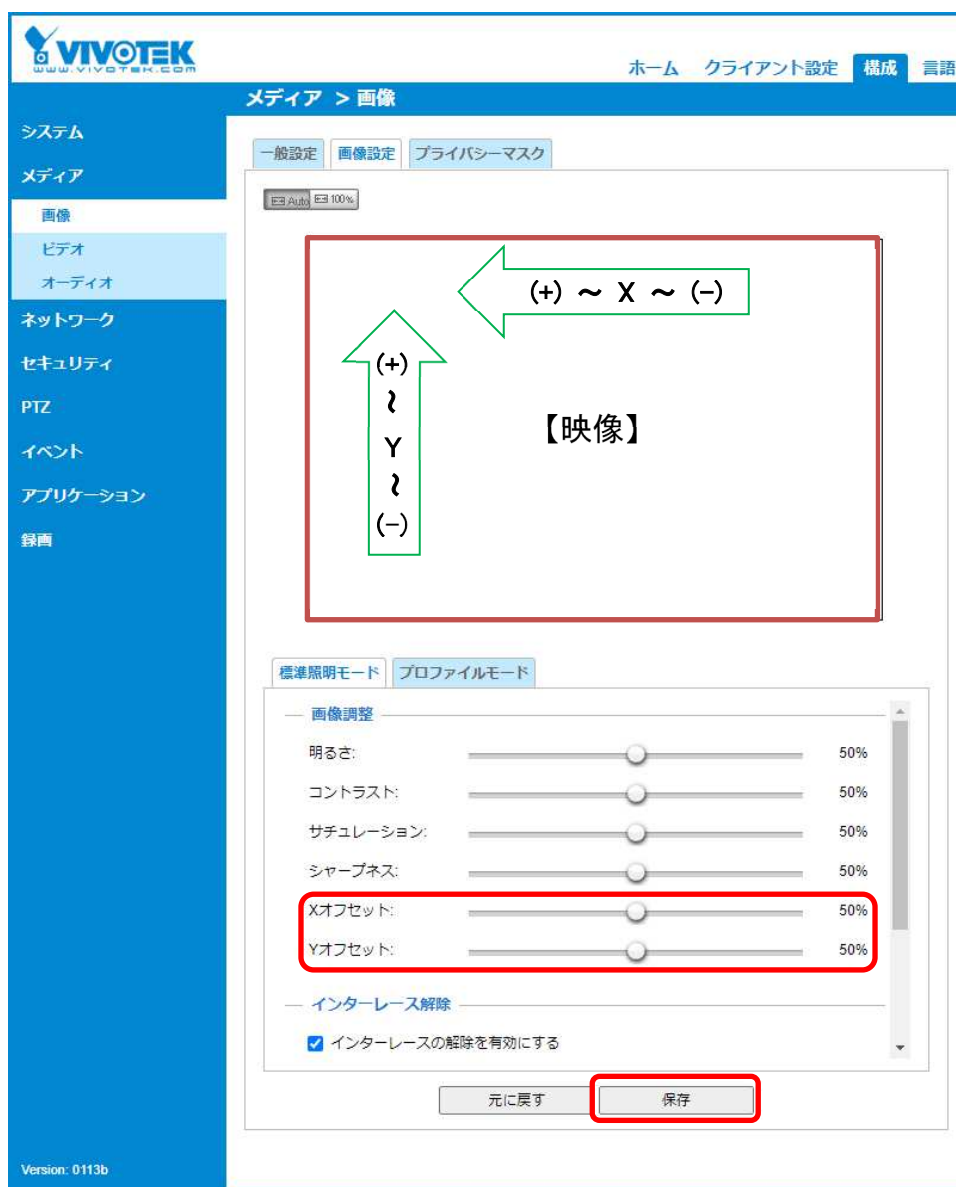 VIVOTEK
WWW.VIVOTEK.COM
ホーム クライアント設定 構成 言語
メディア > 画像
システム
メディア
画像
ビデオ
オーディオ
ネットワーク
セキュリティ
PTZ
イベント
アプリケーション
録画
Version: 0113b
一般設定 画像設定 プライバシーマスク
Auto 100%
(+) ～ X ～ (-)
(+)
～
Y
～
(-)
【映像】
標準照明モード プロファイルモード
画像調整
明るさ: 50%
コントラスト: 50%
サチュレーション: 50%
シャープネス: 50%
Xオフセット: 50%
Yオフセット: 50%
インターレース解除
インターレースの解除を有効にする
元に戻す 保存